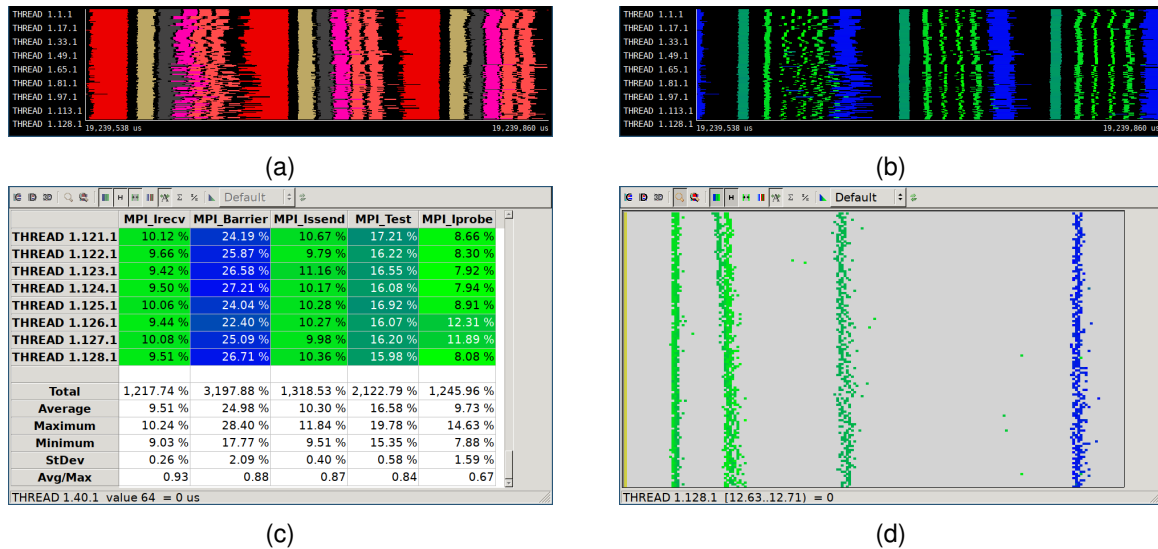 THREAD 1.1.1
THREAD 1.17.1
THREAD 1.33.1
THREAD 1.49.1
THREAD 1.65.1
THREAD 1.81.1
THREAD 1.97.1
THREAD 1.113.1
THREAD 1.128.1
19,239,538 us 19,239,860 us
(a)
THREAD 1.1.1
THREAD 1.17.1
THREAD 1.33.1
THREAD 1.49.1
THREAD 1.65.1
THREAD 1.81.1
THREAD 1.97.1
THREAD 1.113.1
THREAD 1.128.1
19,239,538 us 19,239,860 us
(b)
IC ID 3D H Σ Default
MPI_Irecv MPI_Barrier MPI_Issend MPI_Test MPI_Iprobe
THREAD 1.121.1 10.12 % 24.19 % 10.67 % 17.21 % 8.66 %
THREAD 1.122.1 9.66 % 25.87 % 9.79 % 16.22 % 8.30 %
THREAD 1.123.1 9.42 % 26.58 % 11.16 % 16.55 % 7.92 %
THREAD 1.124.1 9.50 % 27.21 % 10.17 % 16.08 % 7.94 %
THREAD 1.125.1 10.06 % 24.04 % 10.28 % 16.92 % 8.91 %
THREAD 1.126.1 9.44 % 22.40 % 10.27 % 16.07 % 12.31 %
THREAD 1.127.1 10.08 % 25.09 % 9.98 % 16.20 % 11.89 %
THREAD 1.128.1 9.51 % 26.71 % 10.36 % 15.98 % 8.08 %
Total 1,217.74 % 3,197.88 % 1,318.53 % 2,122.79 % 1,245.96 %
Average 9.51 % 24.98 % 10.30 % 16.58 % 9.73 %
Maximum 10.24 % 28.40 % 11.84 % 19.78 % 14.63 %
Minimum 9.03 % 17.77 % 9.51 % 15.35 % 7.88 %
StDev 0.26 % 2.09 % 0.40 % 0.58 % 1.59 %
Avg/Max 0.93 0.88 0.87 0.84 0.67
THREAD 1.40.1 value 64 = 0 us
(c)
IC ID 3D H Σ Default
THREAD 1.128.1 [12.63..12.71) = 0
(d)